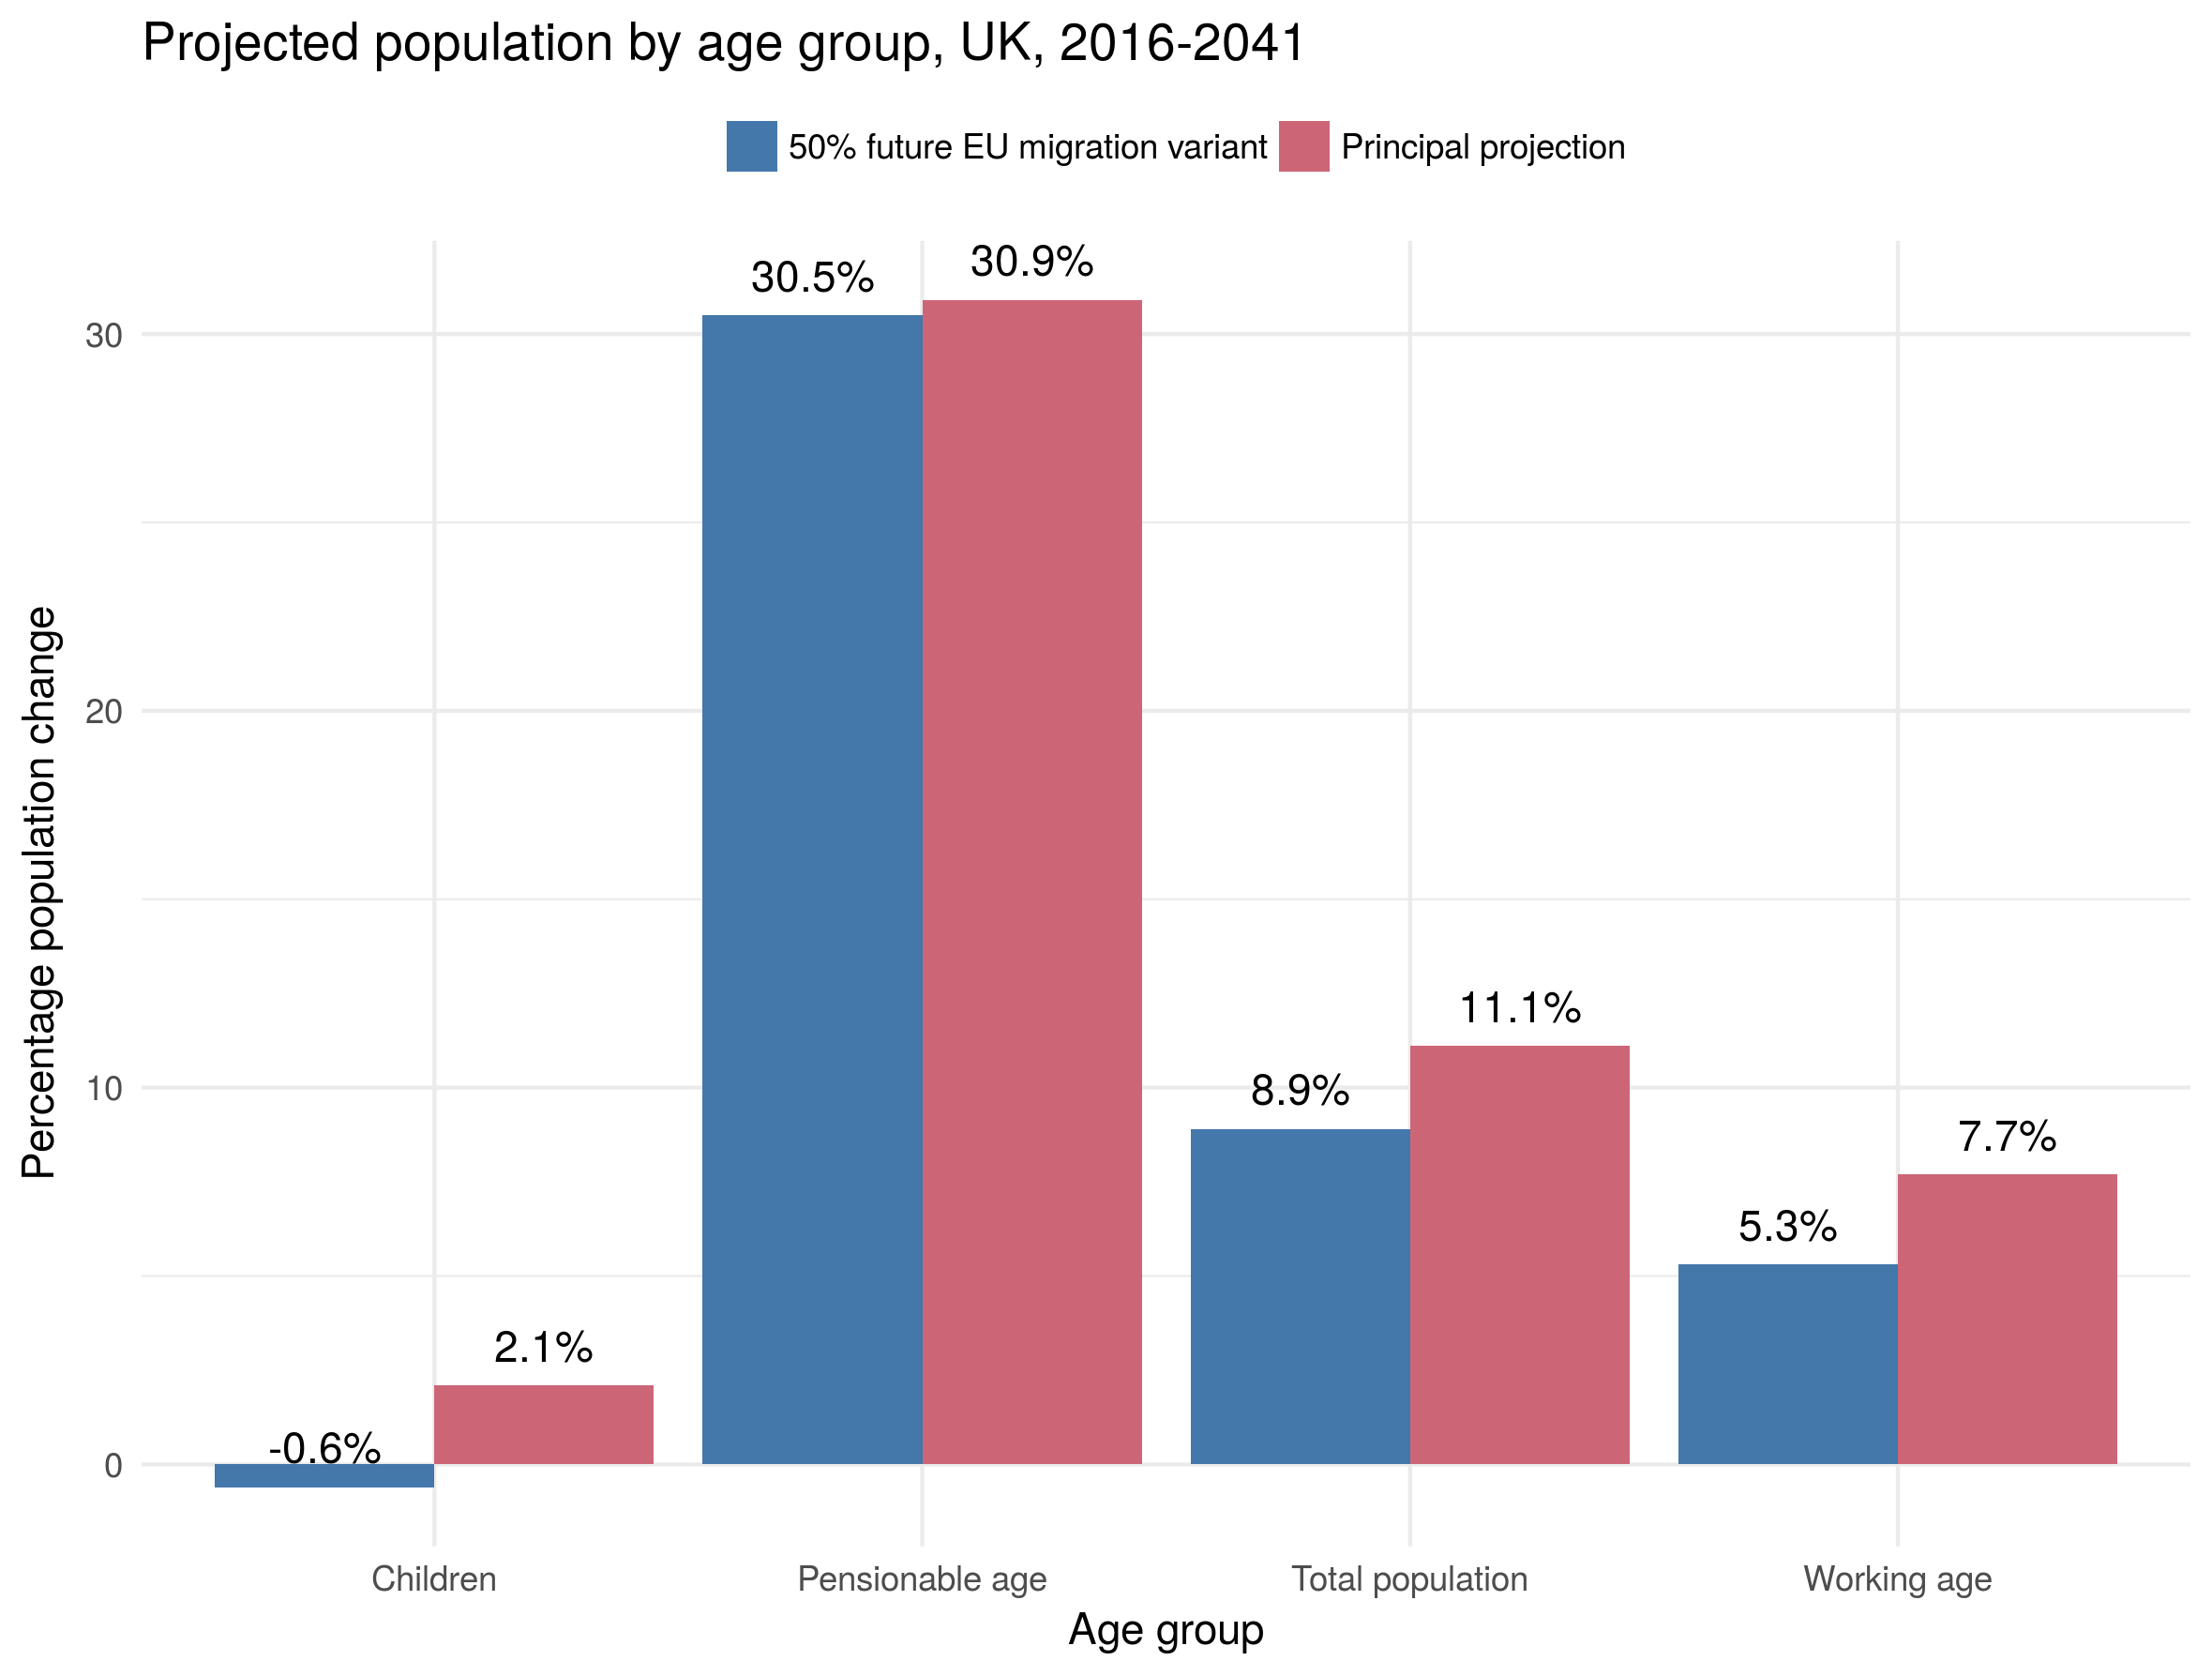 Projected population by age group, UK, 2016-2041
50% future EU migration variant
Principal projection
Percentage population change
30
20
10
0
-0.6%
2.1%
30.5%
30.9%
8.9%
11.1%
5.3%
7.7%
Children
Pensionable age
Total population
Working age
Age group